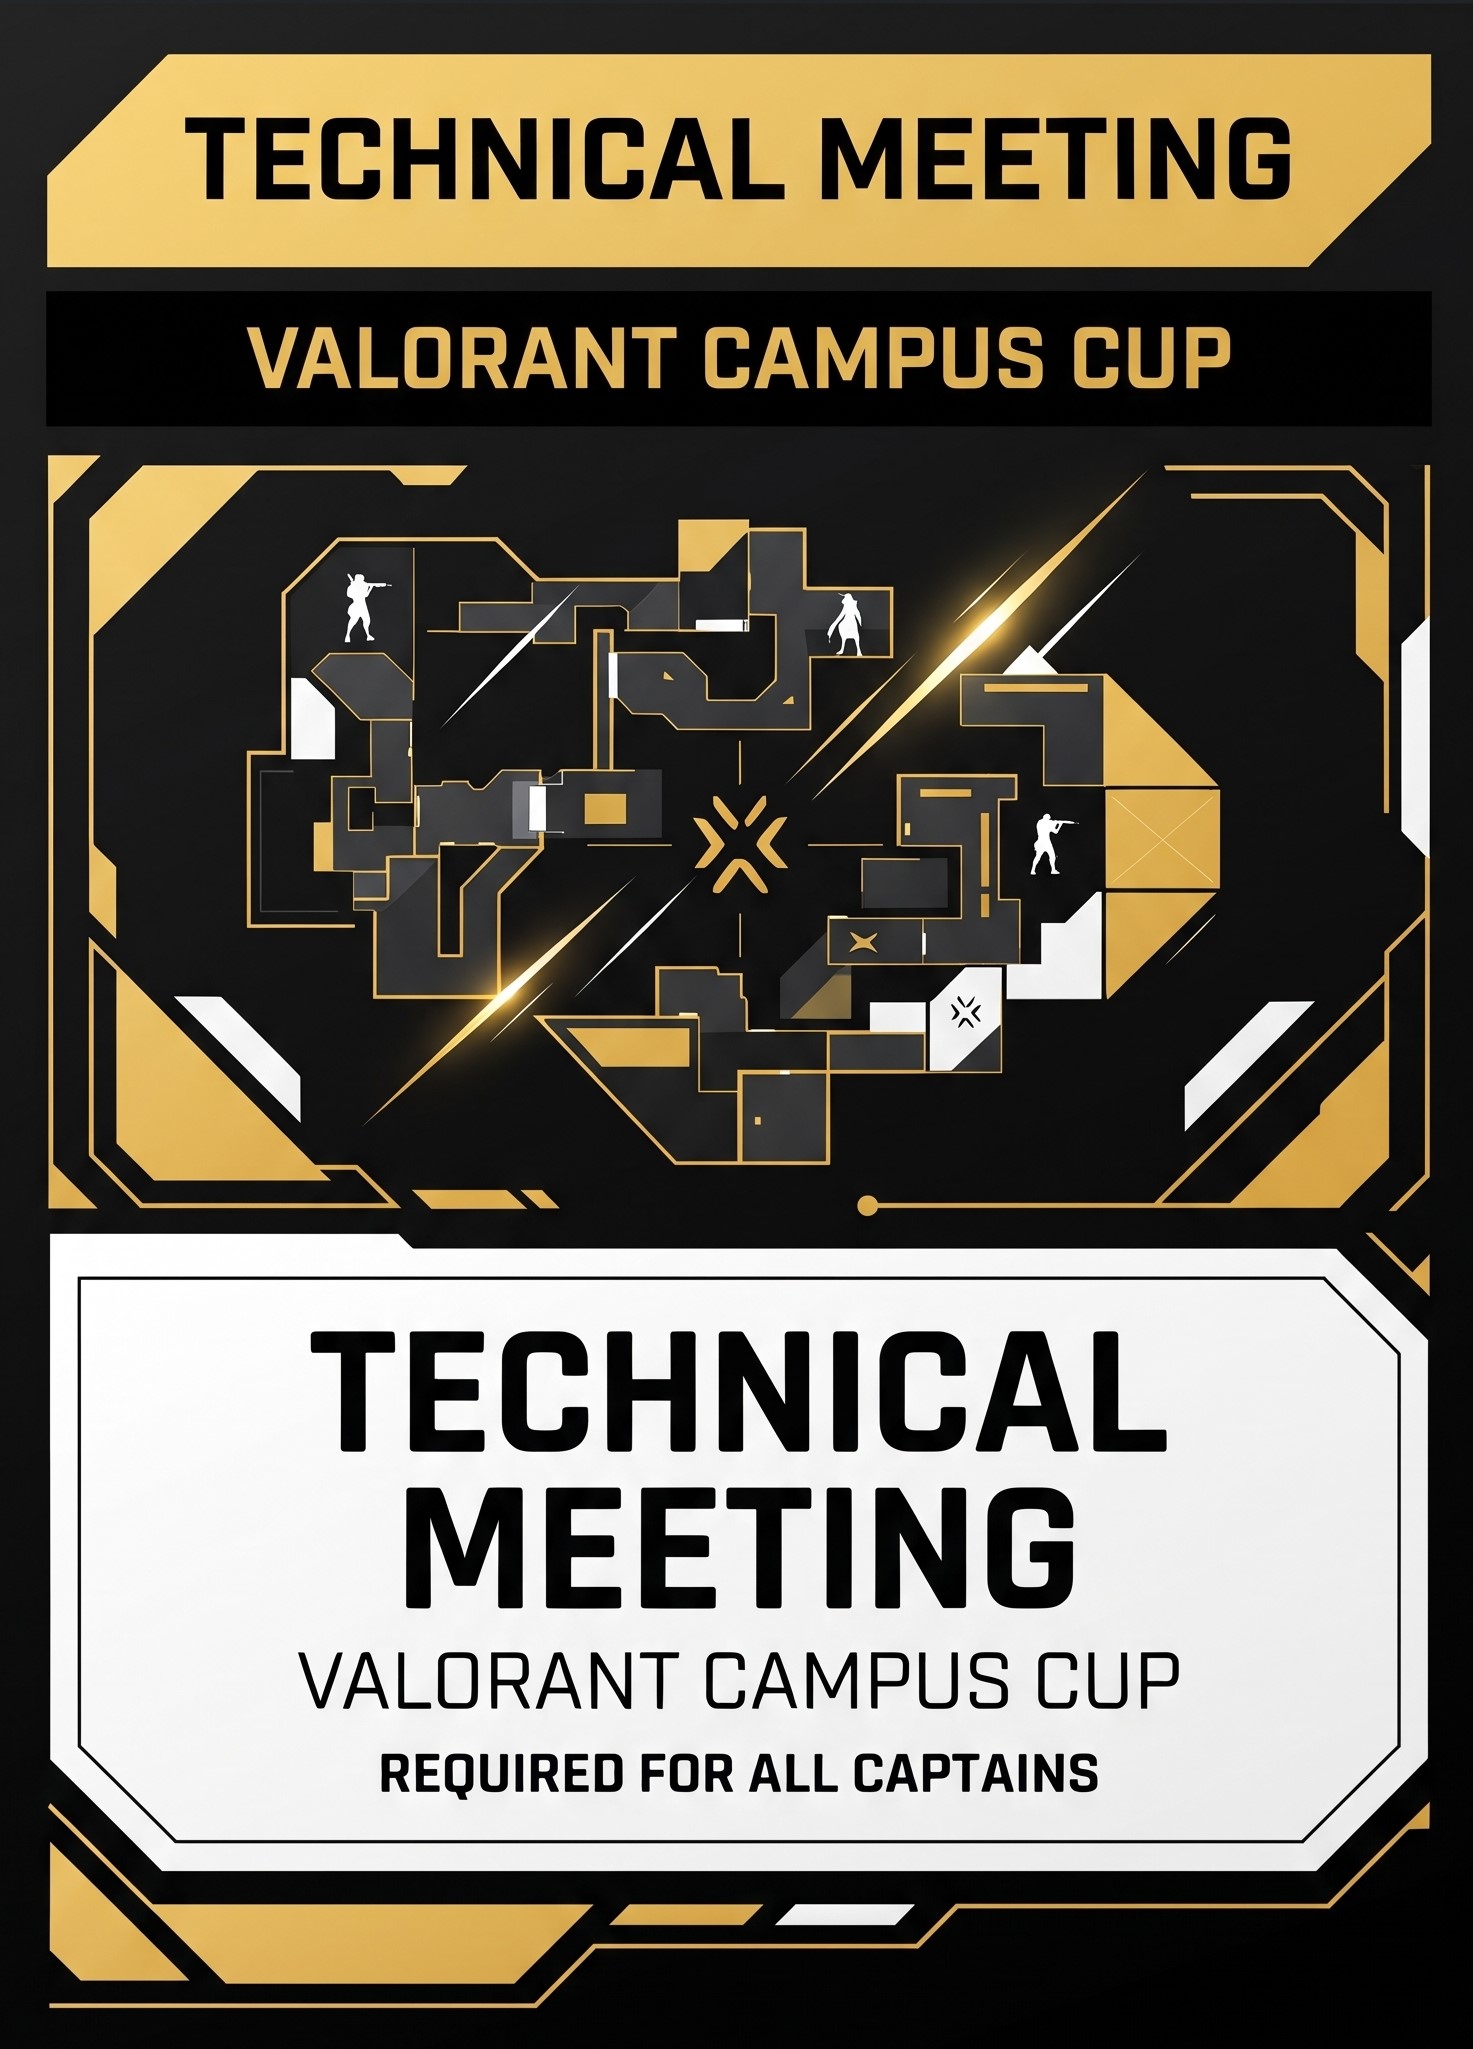 TECHNICAL MEETING
VALORANT CAMPUS CUP
TECHNICAL
MEETING
VALORANT CAMPUS CUP
REQUIRED FOR ALL CAPTAINS